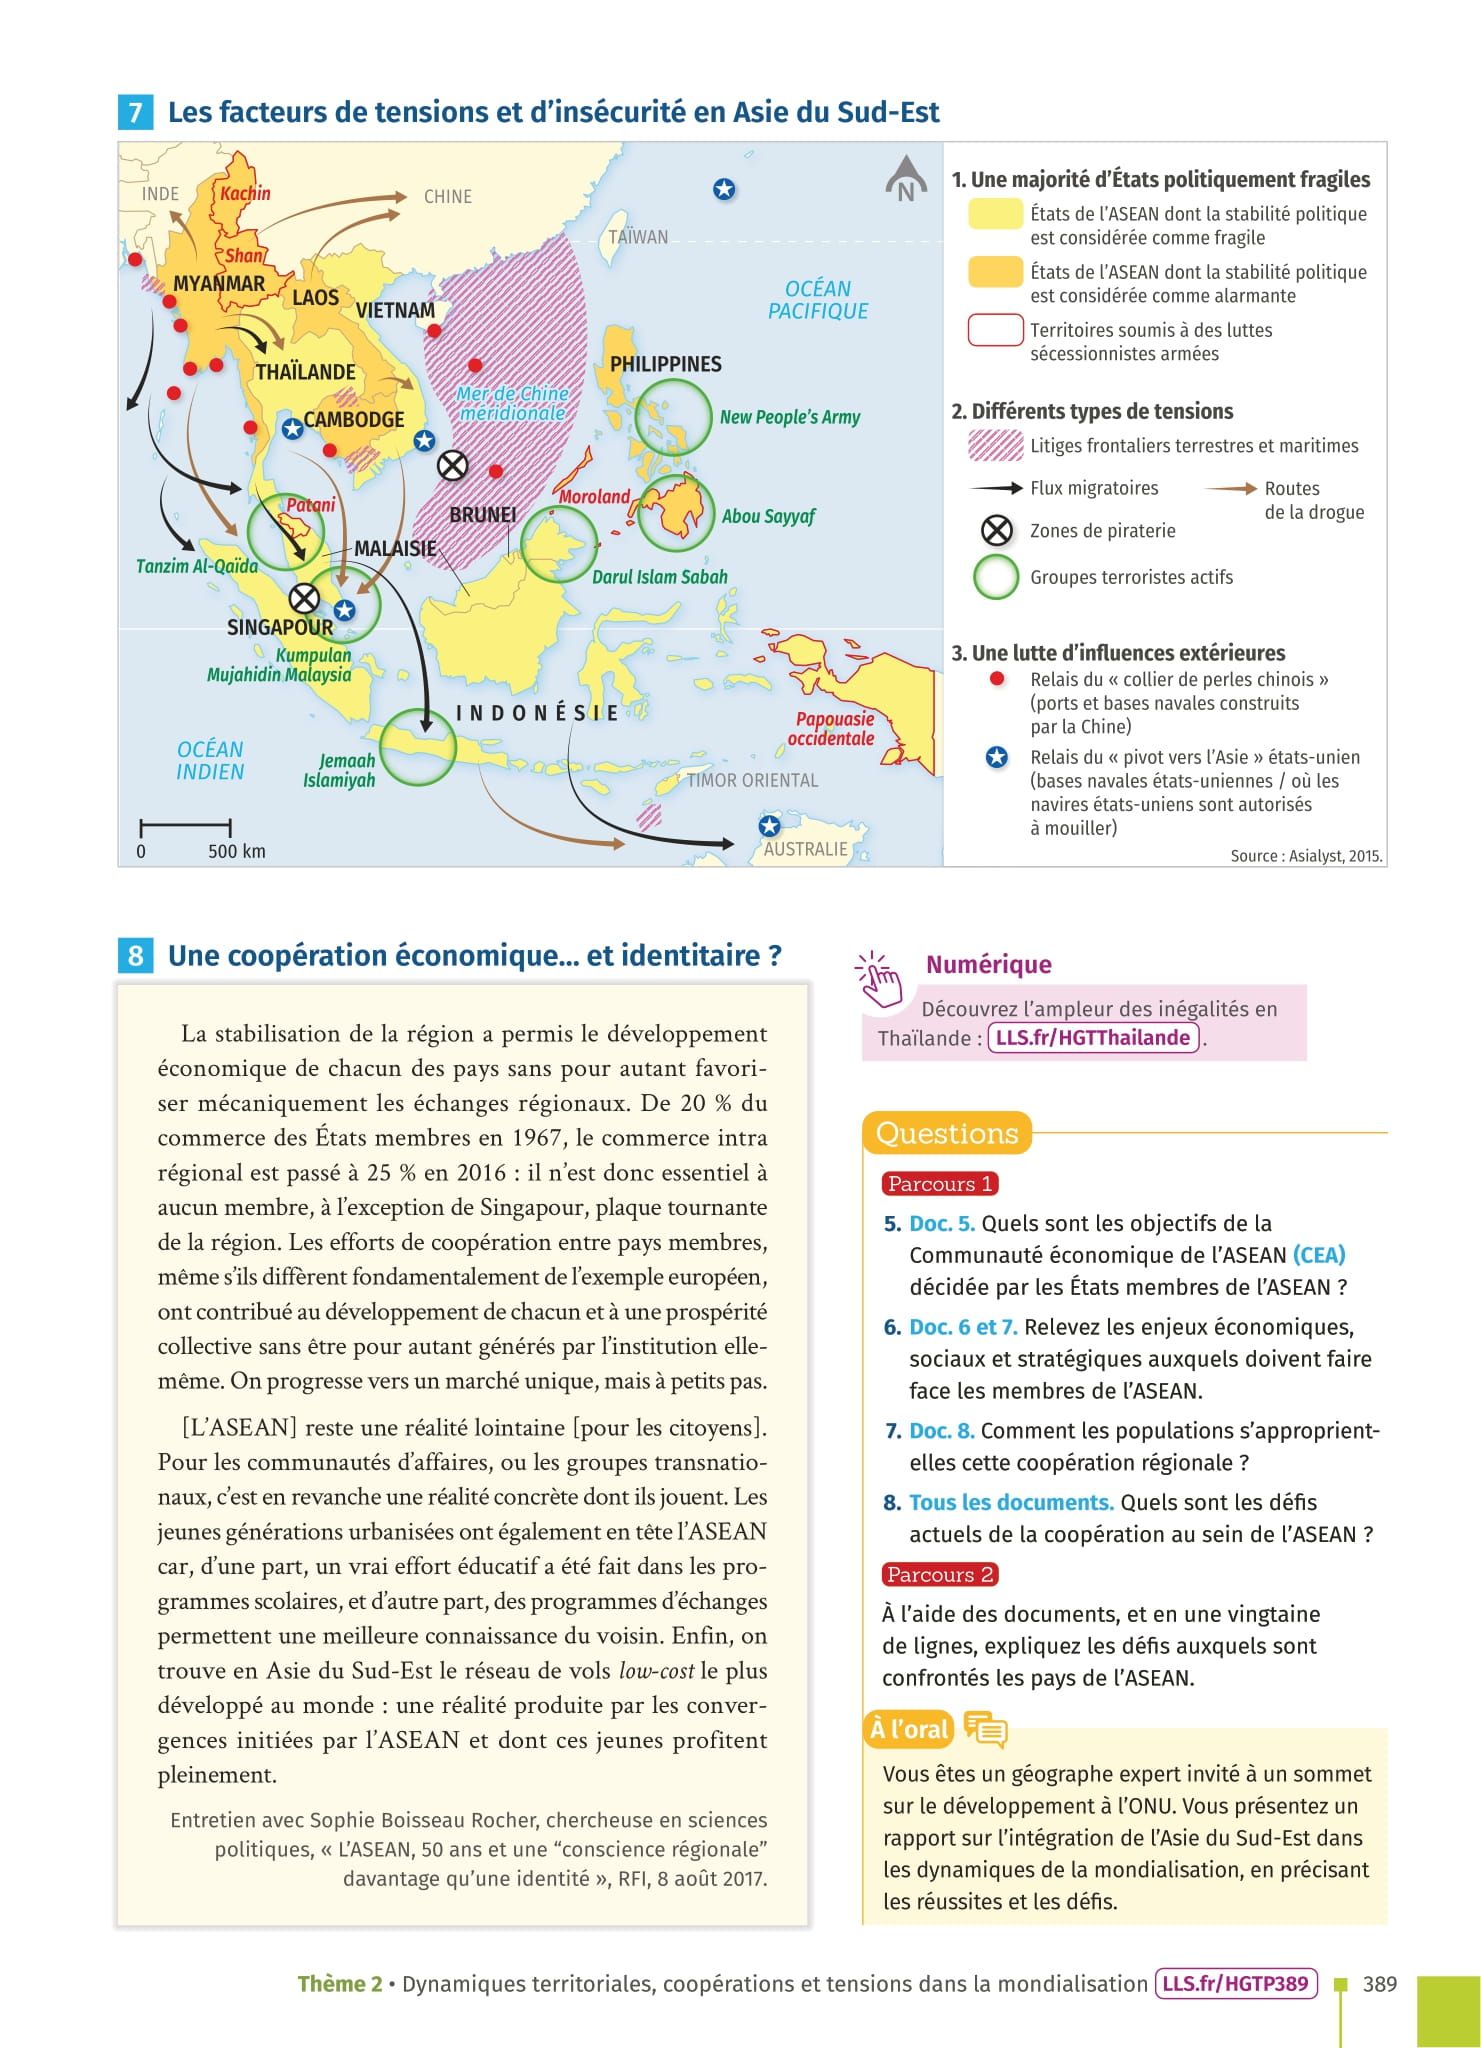 7 Les facteurs de tensions et d'insécurité en Asie du Sud-Est
INDE
Kachin
CHINE
Shan
TAÏWAN
MYANMAR
LAOS
VIETNAM
OCÉAN
PACIFIQUE
THAÏLANDE
PHILIPPINES
Mer de Chine
méridionale
CAMBODGE
New People's Army
Patani
Moroland
BRUNEI
Abou Sayyaf
MALAISIE
Tanzim Al-Qaïda
Darul Islam Sabah
SINGAPOUR
Kumpulan
Mujahidin Malaysia
INDONÉSIE
Papouasie
occidentale
OCÉAN
INDIEN
Jemaah
Islamiyah
TIMOR ORIENTAL
AUSTRALIE
0 500 km
N
1. Une majorité d'États politiquement fragiles
États de l'ASEAN dont la stabilité politique
est considérée comme fragile
États de l'ASEAN dont la stabilité politique
est considérée comme alarmante
Territoires soumis à des luttes
sécessionnistes armées
2. Différents types de tensions
Litiges frontaliers terrestres et maritimes
Flux migratoires
Routes
de la drogue
Zones de piraterie
Groupes terroristes actifs
3. Une lutte d'influences extérieures
Relais du « collier de perles chinois »
(ports et bases navales construits
par la Chine)
Relais du « pivot vers l'Asie » états-unien
(bases navales états-uniennes / où les
navires états-uniens sont autorisés
à mouiller)
Source : Asialyst, 2015.
8 Une coopération économique... et identitaire ?
La stabilisation de la région a permis le développement
économique de chacun des pays sans pour autant favori-
ser mécaniquement les échanges régionaux. De 20 % du
commerce des États membres en 1967, le commerce intra
régional est passé à 25 % en 2016 : il n'est donc essentiel à
aucun membre, à l'exception de Singapour, plaque tournante
de la région. Les efforts de coopération entre pays membres,
même s'ils diffèrent fondamentalement de l'exemple européen,
ont contribué au développement de chacun et à une prospérité
collective sans être pour autant générés par l'institution elle-
même. On progresse vers un marché unique, mais à petits pas.
[L'ASEAN] reste une réalité lointaine [pour les citoyens].
Pour les communautés d'affaires, ou les groupes transnatio-
naux, c'est en revanche une réalité concrète dont ils jouent. Les
jeunes générations urbanisées ont également en tête l'ASEAN
car, d'une part, un vrai effort éducatif a été fait dans les pro-
grammes scolaires, et d'autre part, des programmes d'échanges
permettent une meilleure connaissance du voisin. Enfin, on
trouve en Asie du Sud-Est le réseau de vols low-cost le plus
développé au monde : une réalité produite par les conver-
gences initiées par l'ASEAN et dont ces jeunes profitent
pleinement.
Entretien avec Sophie Boisseau Rocher, chercheuse en sciences
politiques, « L'ASEAN, 50 ans et une "conscience régionale"
davantage qu'une identité », RFI, 8 août 2017.
Numérique
Découvrez l'ampleur des inégalités en
Thaïlande : LLS.fr/HGTThailande .
Questions
Parcours 1
5. Doc. 5. Quels sont les objectifs de la
Communauté économique de l'ASEAN (CEA)
décidée par les États membres de l'ASEAN ?
6. Doc. 6 et 7. Relevez les enjeux économiques,
sociaux et stratégiques auxquels doivent faire
face les membres de l'ASEAN.
7. Doc. 8. Comment les populations s'approprient-
elles cette coopération régionale ?
8. Tous les documents. Quels sont les défis
actuels de la coopération au sein de l'ASEAN ?
Parcours 2
À l'aide des documents, et en une vingtaine
de lignes, expliquez les défis auxquels sont
confrontés les pays de l'ASEAN.
À l'oral
Vous êtes un géographe expert invité à un sommet
sur le développement à l'ONU. Vous présentez un
rapport sur l'intégration de l'Asie du Sud-Est dans
les dynamiques de la mondialisation, en précisant
les réussites et les défis.
Thème 2 • Dynamiques territoriales, coopérations et tensions dans la mondialisation LLS.fr/HGTP389 389